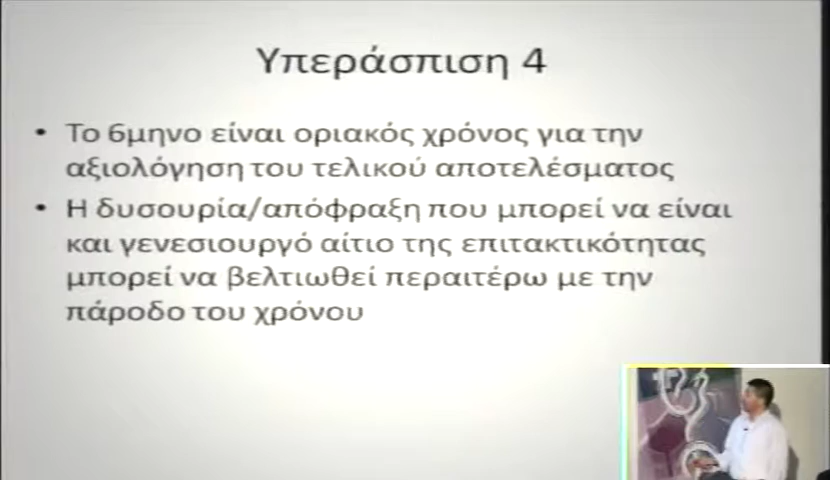 Υπεράσπιση 4
• Το 6μηνο είναι οριακός χρόνος για την
αξιολόγηση του τελικού αποτελέσματος
• Η δυσουρία/απόφραξη που μπορεί να είναι
και γενεσιουργό αίτιο της επιτακτικότητας
μπορεί να βελτιωθεί περαιτέρω με την
πάροδο του χρόνου